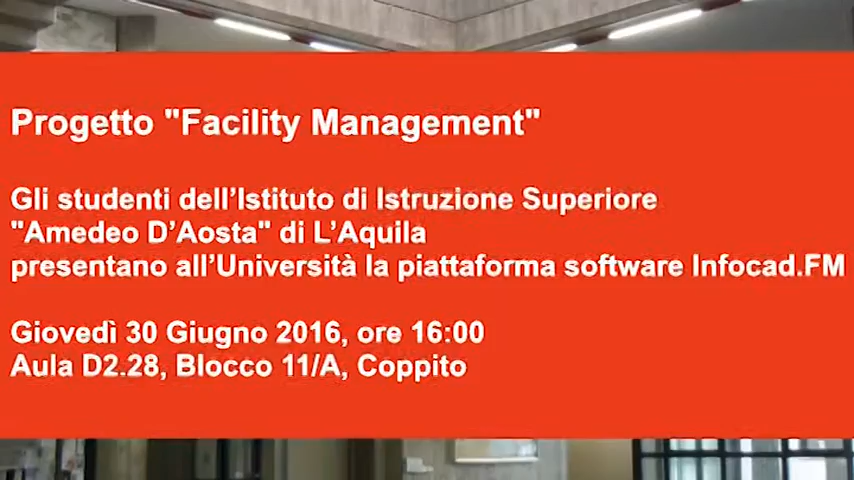 Progetto "Facility Management"
Gli studenti dell'Istituto di Istruzione Superiore
"Amedeo D'Aosta" di L'Aquila
presentano all'Università la piattaforma software Infocad.FM
Giovedì 30 Giugno 2016, ore 16:00
Aula D2.28, Blocco 11/A, Coppito